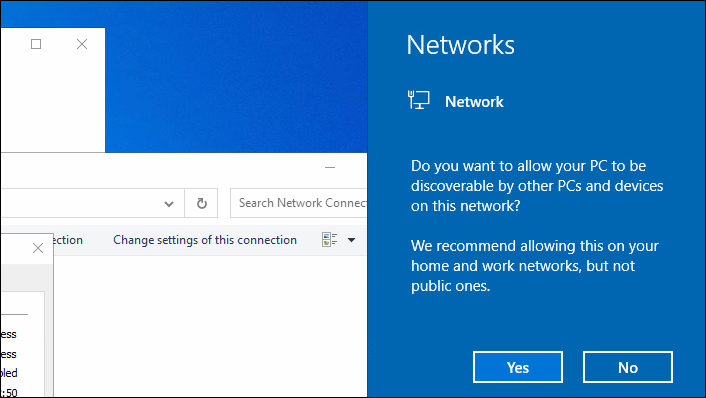 Networks
Network
Do you want to allow your PC to be
discoverable by other PCs and devices
on this network?
We recommend allowing this on your
home and work networks, but not
public ones.
Yes
No
Search Network Connec
ection
Change settings of this connection
ess
ess
bled
:50